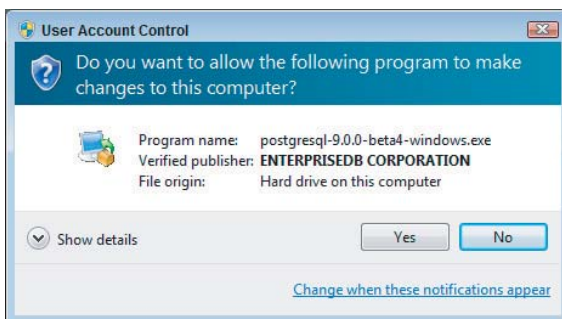 User Account Control
Do you want to allow the following program to make
changes to this computer?
Program name: postgresql-9.0.0-beta4-windows.exe
Verified publisher: ENTERPRISEDB CORPORATION
File origin: Hard drive on this computer
Show details
Yes No
Change when these notifications appear